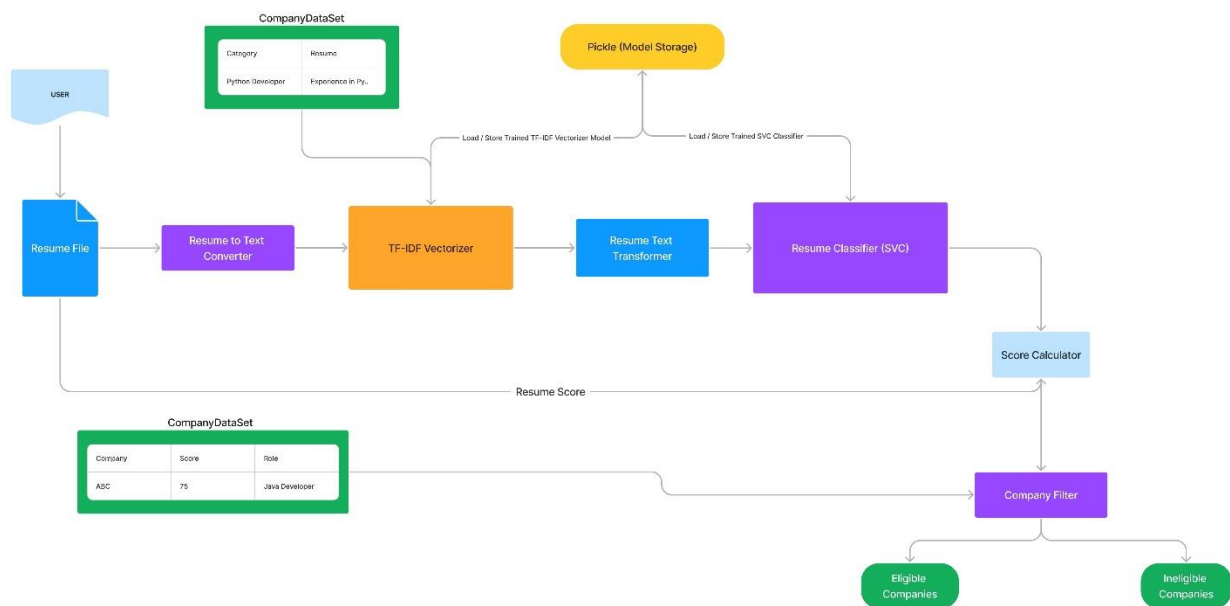 CompanyDataSet
Category Resume
Python Developer Experience in Py..
Pickle (Model Storage)
USER
Load / Store Trained TF-IDF Vectorizer Model
Load / Store Trained SVC Classifier
Resume File
Resume to Text
Converter
TF-IDF Vectorizer
Resume Text
Transformer
Resume Classifier (SVC)
Score Calculator
Resume Score
CompanyDataSet
Company Score Role
ABC 75 Java Developer
Company Filter
Eligible
Companies
Ineligible
Companies